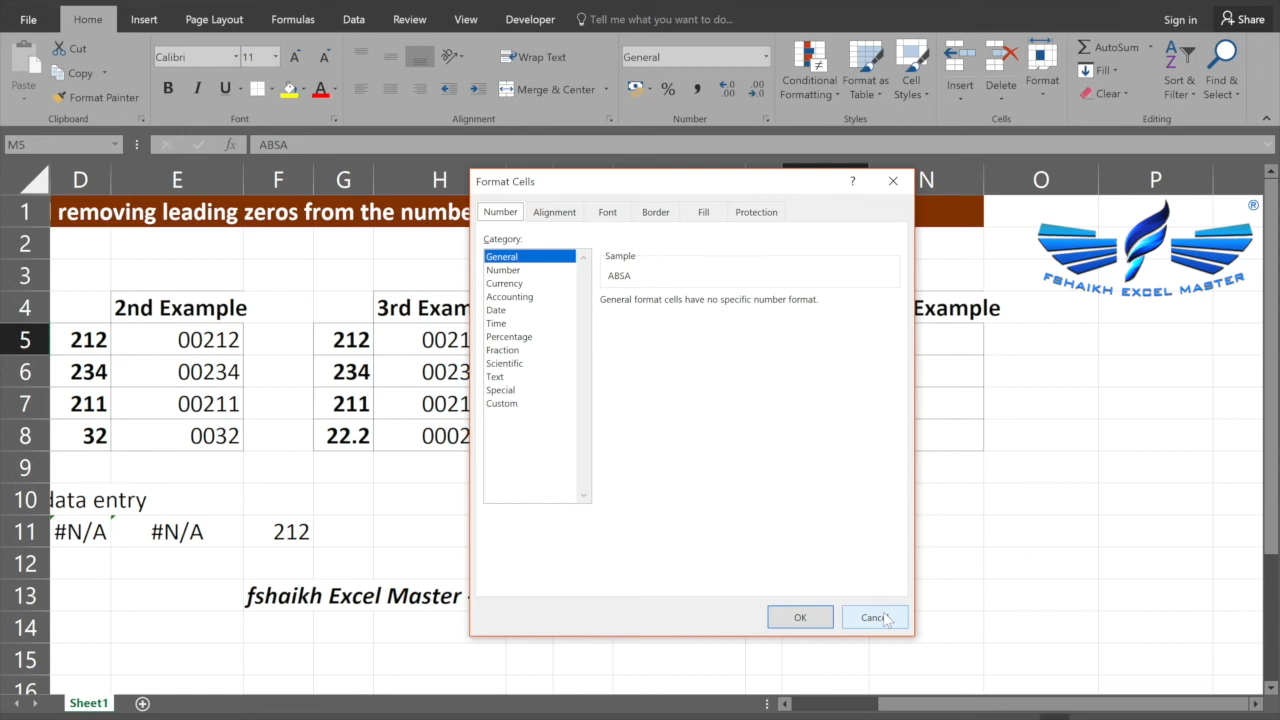 File Home Insert Page Layout Formulas Data Review View Developer Tell me what you want to do... Sign in Share
Paste
Cut
Copy
Format Painter
Clipboard
Calibri 11 A A
B I U A
Font
Wrap Text
Merge & Center
Alignment
General
% , .0 .00 .00 .0
Number
Conditional Formatting
Format as Table
Cell Styles
Styles
Insert Delete Format
Cells
AutoSum
Fill
Clear
Sort & Filter
Find & Select
Editing
M5 fx ABSA
D E F G H N O P
1 removing leading zeros from the numbe
2
3
4 2nd Example 3rd Exam Example
5 212 00212 212 0021
6 234 00234 234 0023
7 211 00211 211 0021
8 32 0032 22.2 0002
9
10 data entry
11 #N/A #N/A 212
12
13 fshaikh Excel Master -
14
15
16
Format Cells ?
Number Alignment Font Border Fill Protection
Category:
General
Number
Currency
Accounting
Date
Time
Percentage
Fraction
Scientific
Text
Special
Custom
Sample
ABSA
General format cells have no specific number format.
OK Cancel
®
FSHAIKH EXCEL MASTER
Sheet1